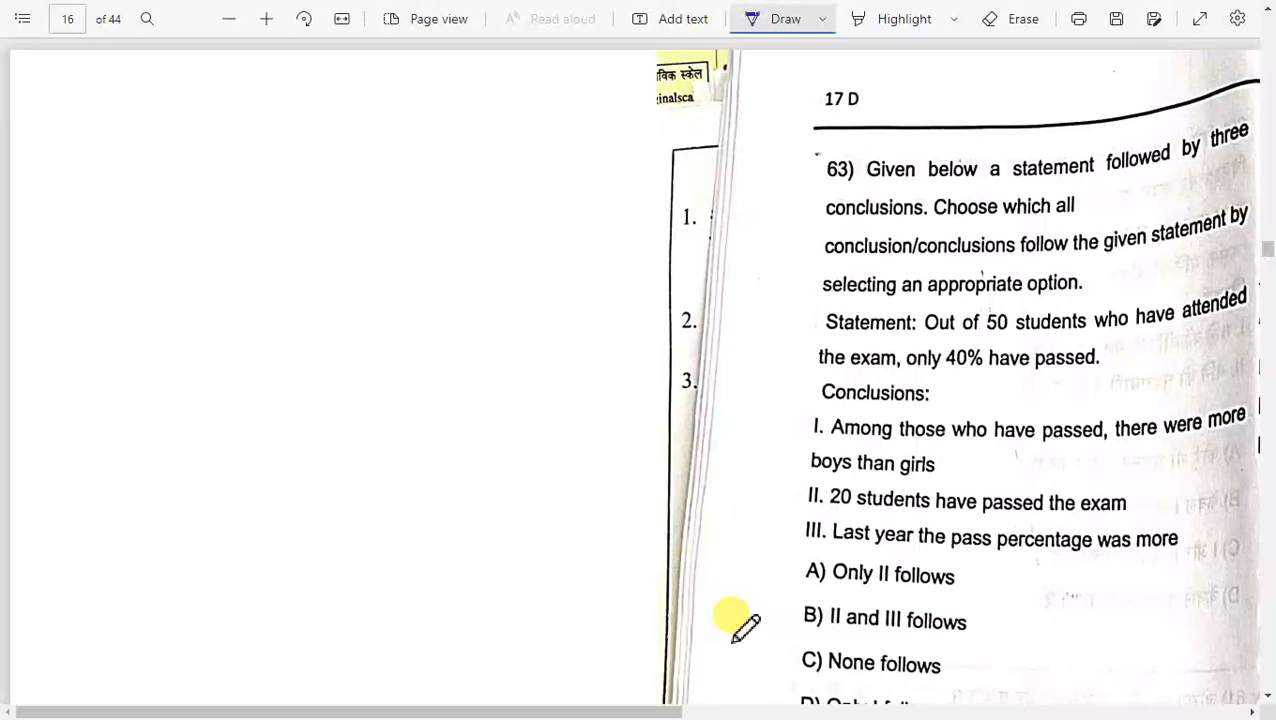 16
of 44
Page view
Read aloud
Add text
Draw
Highlight
Erase
विक स्केल
inalsca
1.
2.
3.
17 D
63) Given below a statement followed by three
conclusions. Choose which all
conclusion/conclusions follow the given statement by
selecting an appropriate option.
Statement: Out of 50 students who have attended
the exam, only 40% have passed.
Conclusions:
I. Among those who have passed, there were more
boys than girls
II. 20 students have passed the exam
III. Last year the pass percentage was more
A) Only II follows
B) II and III follows
C) None follows